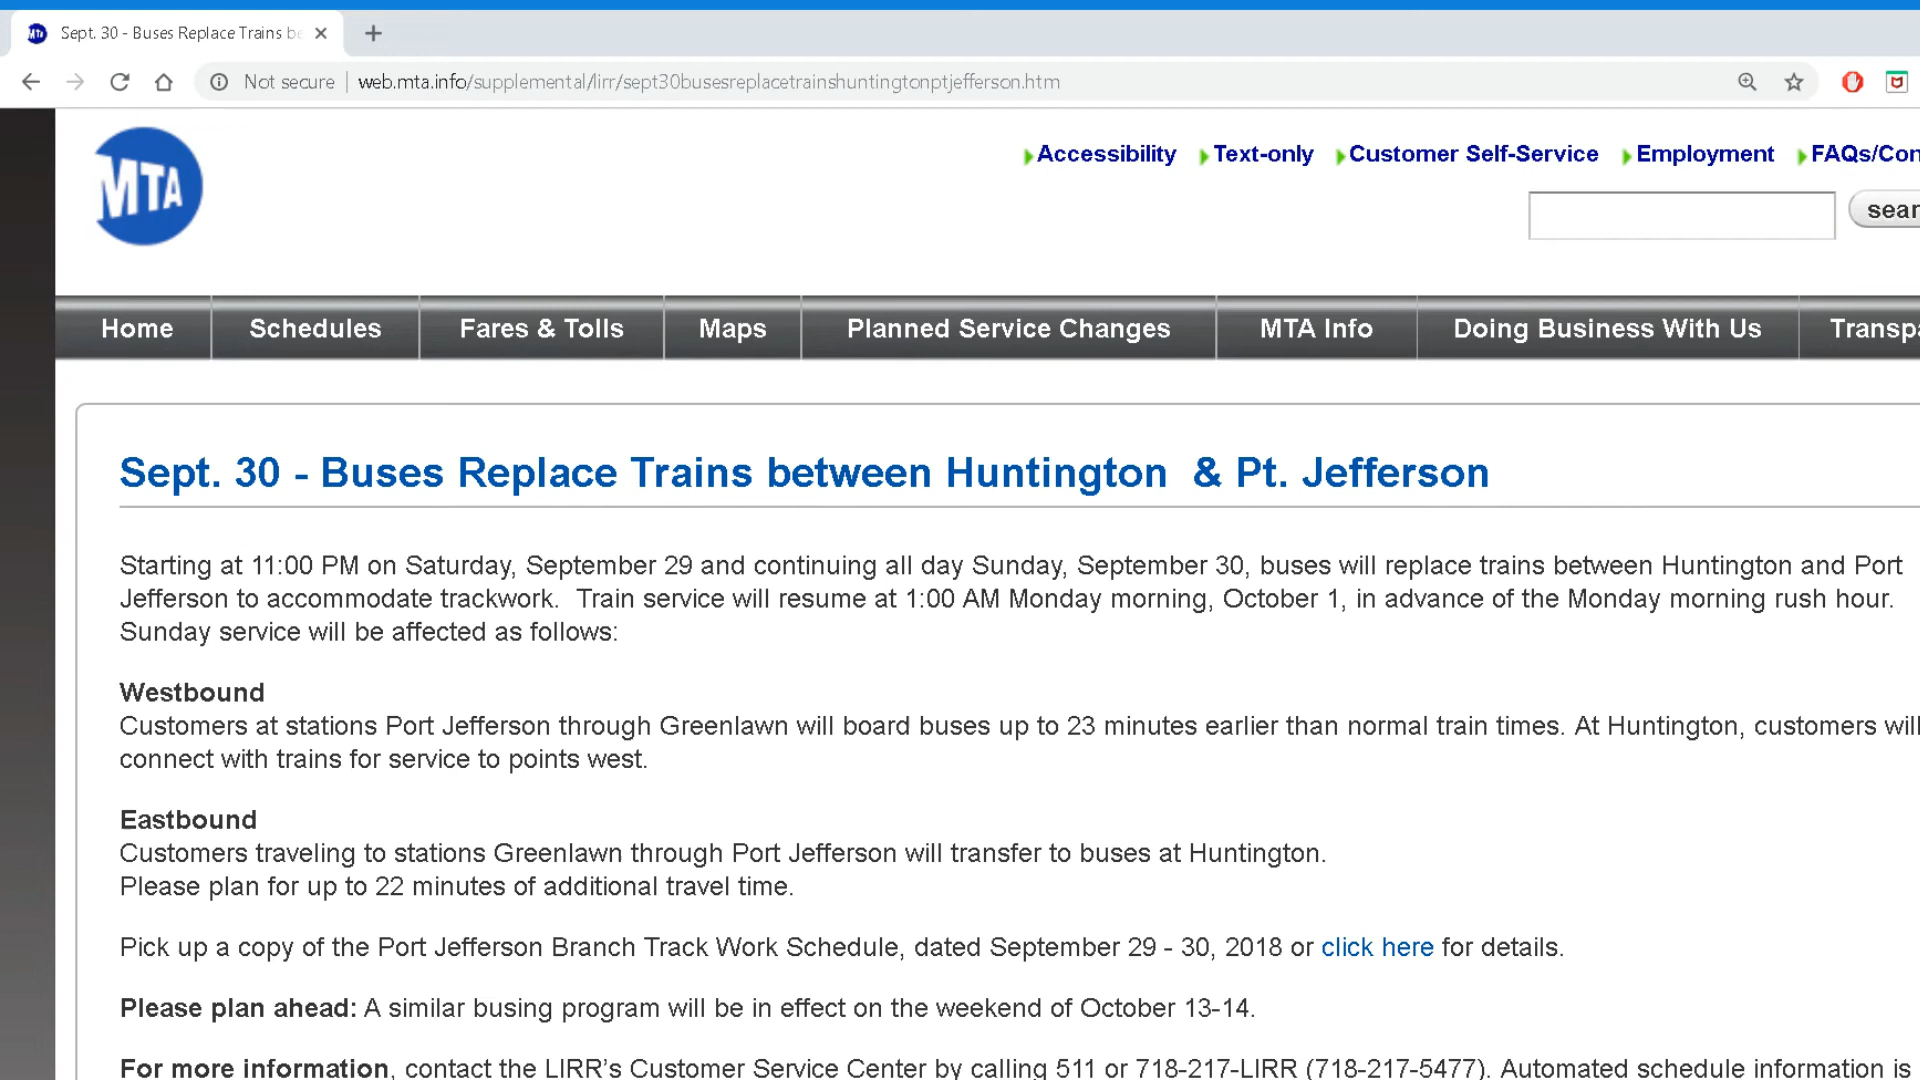 Sept. 30 - Buses Replace Trains be
Not secure | web.mta.info/supplemental/lirr/sept30busesreplacetrainshuntingtonptjefferson.htm
MTA
Accessibility Text-only Customer Self-Service Employment FAQs/Con
sear
Home Schedules Fares & Tolls Maps Planned Service Changes MTA Info Doing Business With Us Transpa
Sept. 30 - Buses Replace Trains between Huntington & Pt. Jefferson
Starting at 11:00 PM on Saturday, September 29 and continuing all day Sunday, September 30, buses will replace trains between Huntington and Port
Jefferson to accommodate trackwork. Train service will resume at 1:00 AM Monday morning, October 1, in advance of the Monday morning rush hour.
Sunday service will be affected as follows:
Westbound
Customers at stations Port Jefferson through Greenlawn will board buses up to 23 minutes earlier than normal train times. At Huntington, customers will
connect with trains for service to points west.
Eastbound
Customers traveling to stations Greenlawn through Port Jefferson will transfer to buses at Huntington.
Please plan for up to 22 minutes of additional travel time.
Pick up a copy of the Port Jefferson Branch Track Work Schedule, dated September 29 - 30, 2018 or click here for details.
Please plan ahead: A similar busing program will be in effect on the weekend of October 13-14.
For more information, contact the LIRR’s Customer Service Center by calling 511 or 718-217-LIRR (718-217-5477). Automated schedule information is